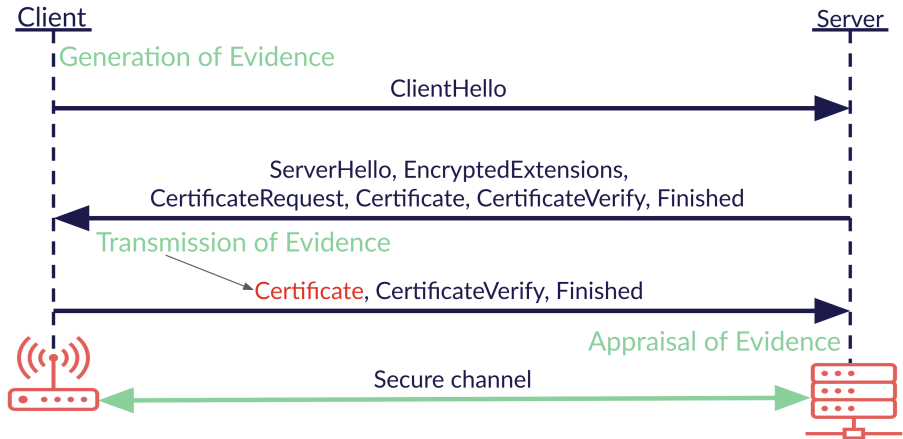 Client
Server
Generation of Evidence
ClientHello
ServerHello, EncryptedExtensions,
CertificateRequest, Certificate, CertificateVerify, Finished
Transmission of Evidence
Certificate, CertificateVerify, Finished
Appraisal of Evidence
Secure channel